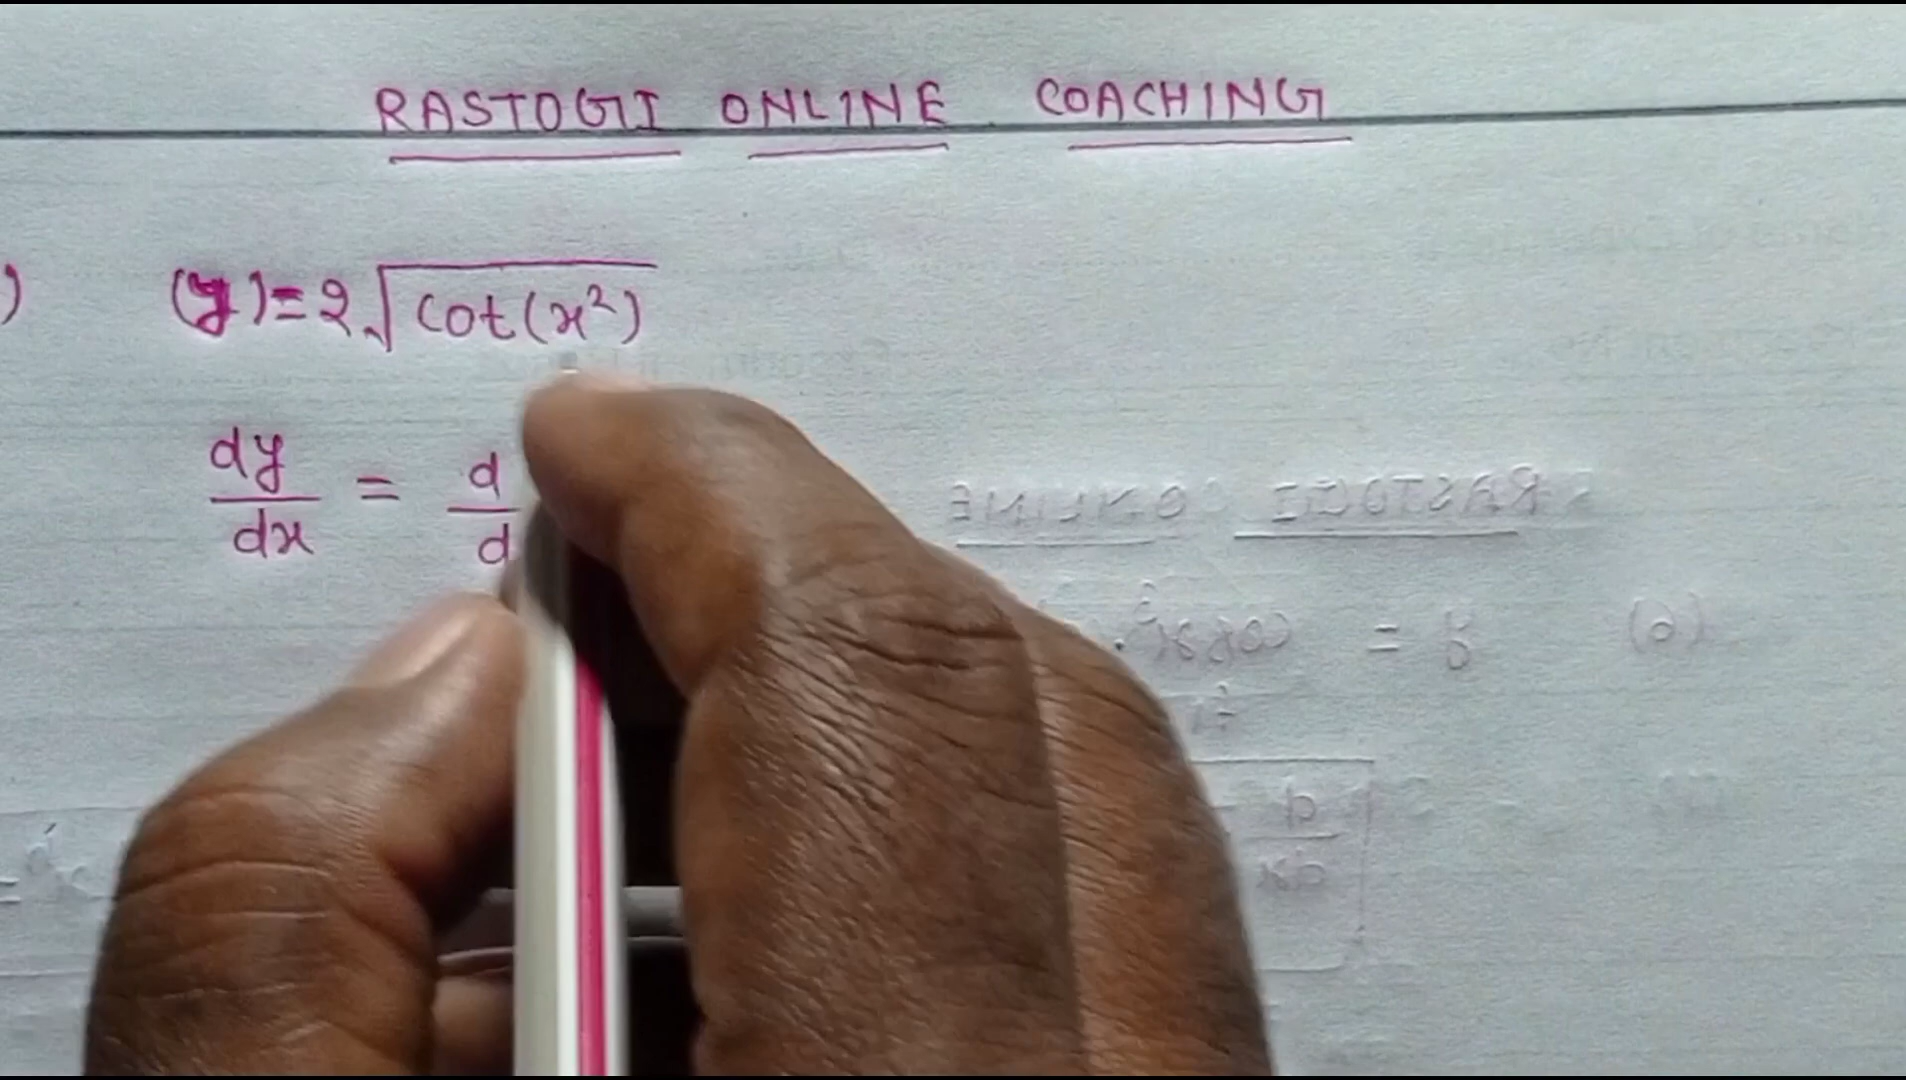 RASTOGI ONLINE COACHING
) (y) = 2√cot(x²)
dy/dx = d/d